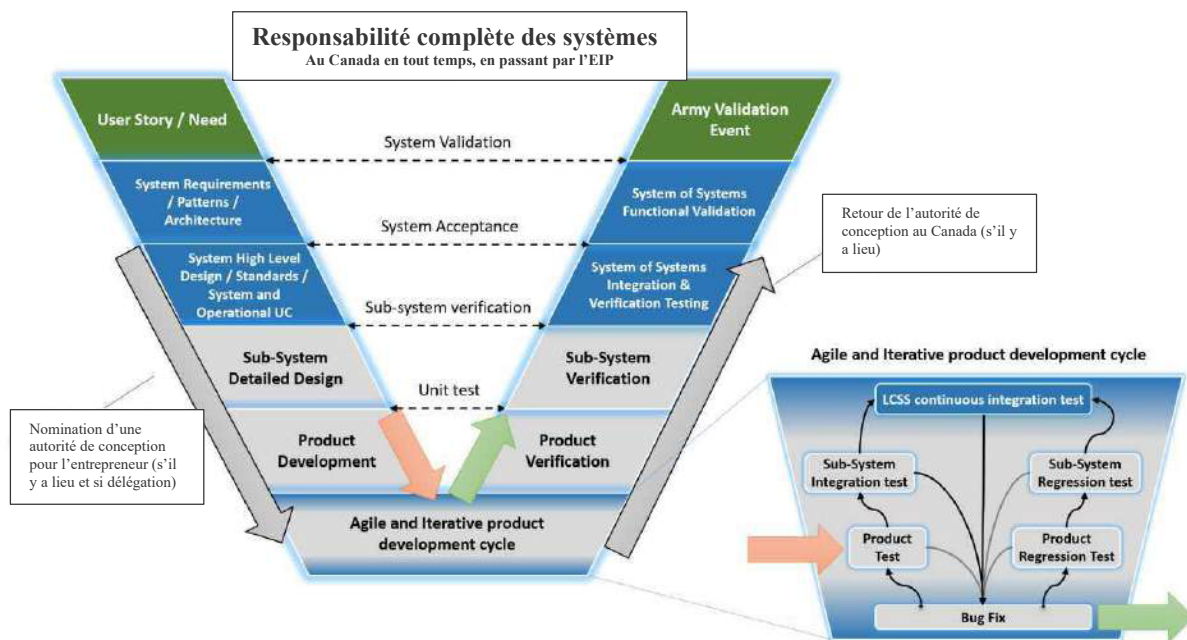 Responsabilité complète des systèmes
Au Canada en tout temps, en passant par l'EIP
User Story / Need
Army Validation
Event
System Validation
System Requirements
/ Patterns /
Architecture
System of Systems
Functional Validation
System Acceptance
Retour de l'autorité de
conception au Canada (s'il y
a lieu)
System High Level
Design / Standards /
System and
Operational UC
System of Systems
Integration &
Verification Testing
Sub-system verification
Sub-System
Detailed Design
Sub-System
Verification
Unit test
Nomination d'une
autorité de conception
pour l'entrepreneur (s'il
y a lieu et si délégation)
Product
Development
Product
Verification
Agile and Iterative product
development cycle
Agile and Iterative product development cycle
LCSS continuous integration test
Sub-System
Integration test
Sub-System
Regression test
Product
Test
Product
Regression Test
Bug Fix